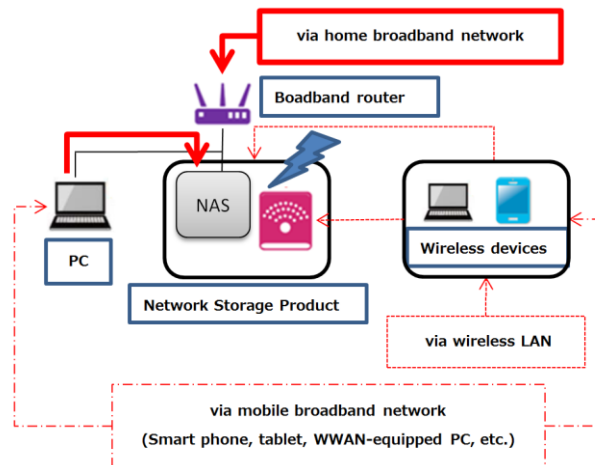 via home broadband network
Boadband router
NAS
PC
Wireless devices
Network Storage Product
via wireless LAN
via mobile broadband network
(Smart phone, tablet, WWAN-equipped PC, etc.)